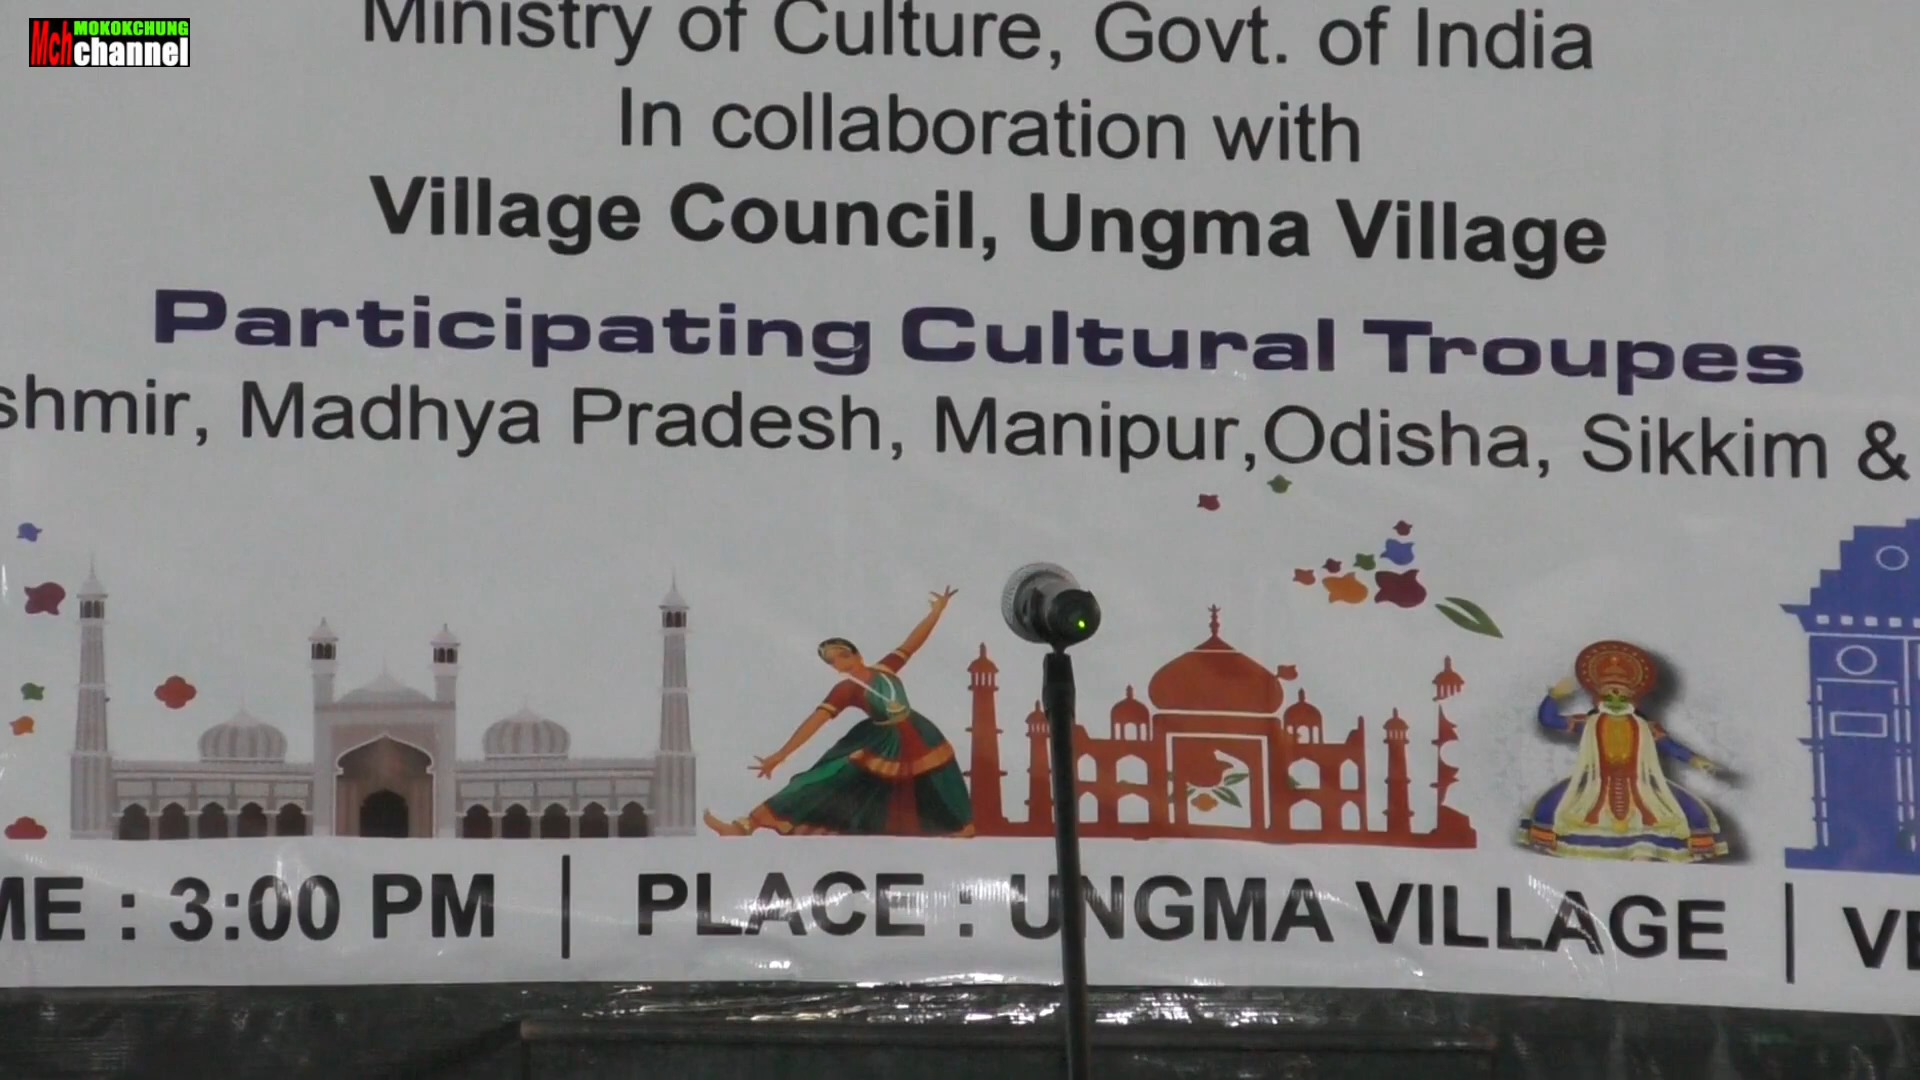 MOKOKCHUNG
Mch channel
Ministry of Culture, Govt. of India
In collaboration with
Village Council, Ungma Village
Participating Cultural Troupes
shmir, Madhya Pradesh, Manipur,Odisha, Sikkim &
ME : 3:00 PM | PLACE : UNGMA VILLAGE | VE